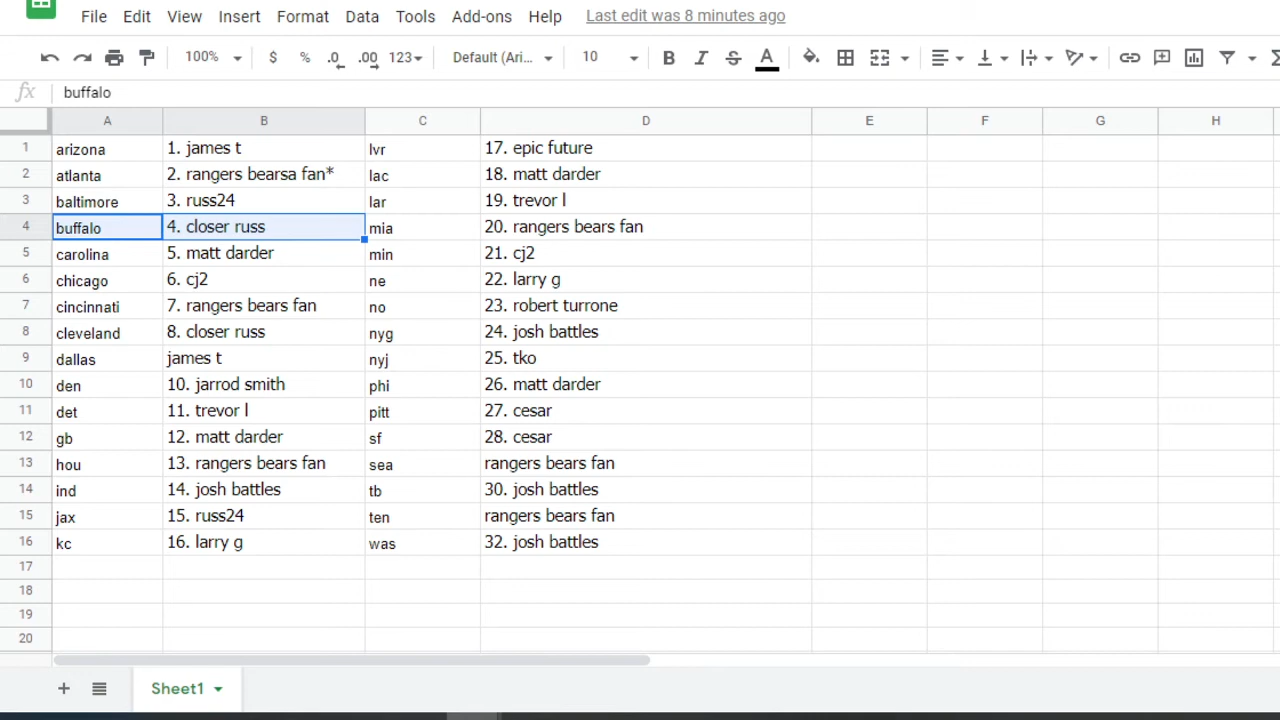 File Edit View Insert Format Data Tools Add-ons Help Last edit was 8 minutes ago
100% $ % .0 .00 123 Default (Ari... 10 B I S A
fx buffalo
A B C D E F G H
1 arizona 1. james t lvr 17. epic future
2 atlanta 2. rangers bearsa fan* lac 18. matt darder
3 baltimore 3. russ24 lar 19. trevor l
4 buffalo 4. closer russ mia 20. rangers bears fan
5 carolina 5. matt darder min 21. cj2
6 chicago 6. cj2 ne 22. larry g
7 cincinnati 7. rangers bears fan no 23. robert turrone
8 cleveland 8. closer russ nyg 24. josh battles
9 dallas james t nyj 25. tko
10 den 10. jarrod smith phi 26. matt darder
11 det 11. trevor l pitt 27. cesar
12 gb 12. matt darder sf 28. cesar
13 hou 13. rangers bears fan sea rangers bears fan
14 ind 14. josh battles tb 30. josh battles
15 jax 15. russ24 ten rangers bears fan
16 kc 16. larry g was 32. josh battles
17
18
19
20
Sheet1